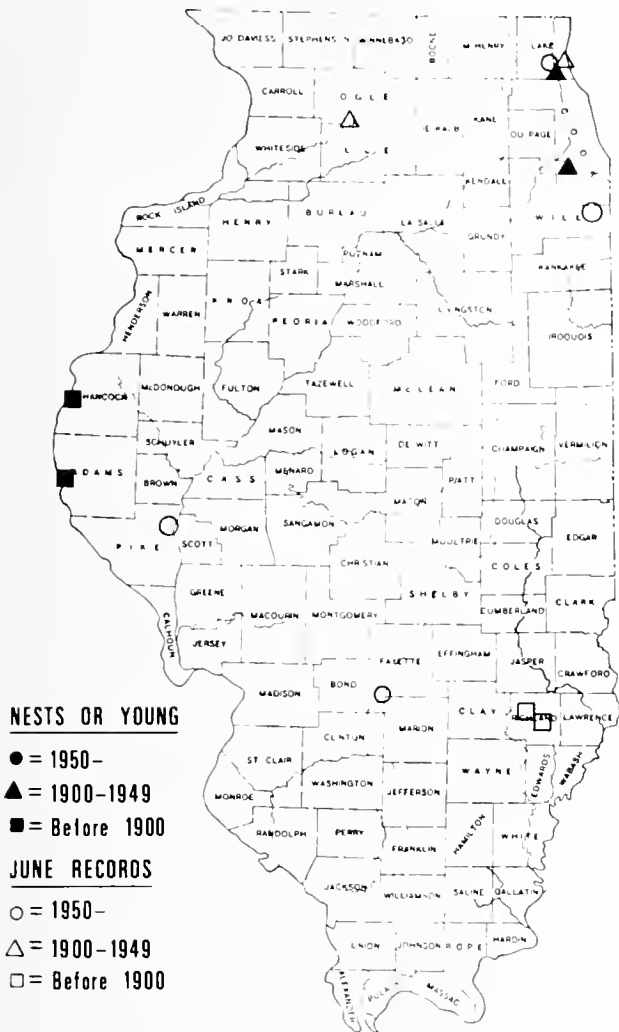 JO DAVIESS STEPHENSON WINNEBAGO BOONE McHENRY LAKE
CARROLL OGLE KANE
DE KALB DU PAGE
WHITESIDE LEE
KENDALL
ROCK ISLAND HENRY BUREAU LA SALLE WILL
MERCER GRUNDY
PUTNAM KANKAKEE
STARK MARSHALL
HENDERSON WARREN KNOX PEORIA WOODFORD LIVINGSTON
IROQUOIS
HANCOCK McDONOUGH FULTON TAZEWELL McLEAN FORD
MASON
SCHUYLER LOGAN DE WITT CHAMPAIGN VERMILION
ADAMS BROWN CASS MENARD PIATT
MACON
PIKE SCOTT MORGAN SANGAMON DOUGLAS EDGAR
MOULTRIE
CHRISTIAN COLES
GREENE SHELBY CLARK
CALHOUN MACOUPIN MONTGOMERY CUMBERLAND
JERSEY
FAYETTE EFFINGHAM JASPER CRAWFORD
MADISON BOND
CLAY RICHLAND LAWRENCE
MARION
CLINTON
ST CLAIR WAYNE EDWARDS WABASH
MONROE WASHINGTON JEFFERSON
RANDOLPH PERRY HAMILTON WHITE
FRANKLIN
JACKSON WILLIAMSON SALINE GALLATIN
UNION JOHNSON POPE HARDIN
ALEXANDER PULA MASSAC
NESTS OR YOUNG
● = 1950-
▲ = 1900-1949
■ = Before 1900
JUNE RECORDS
○ = 1950-
△ = 1900-1949
□ = Before 1900